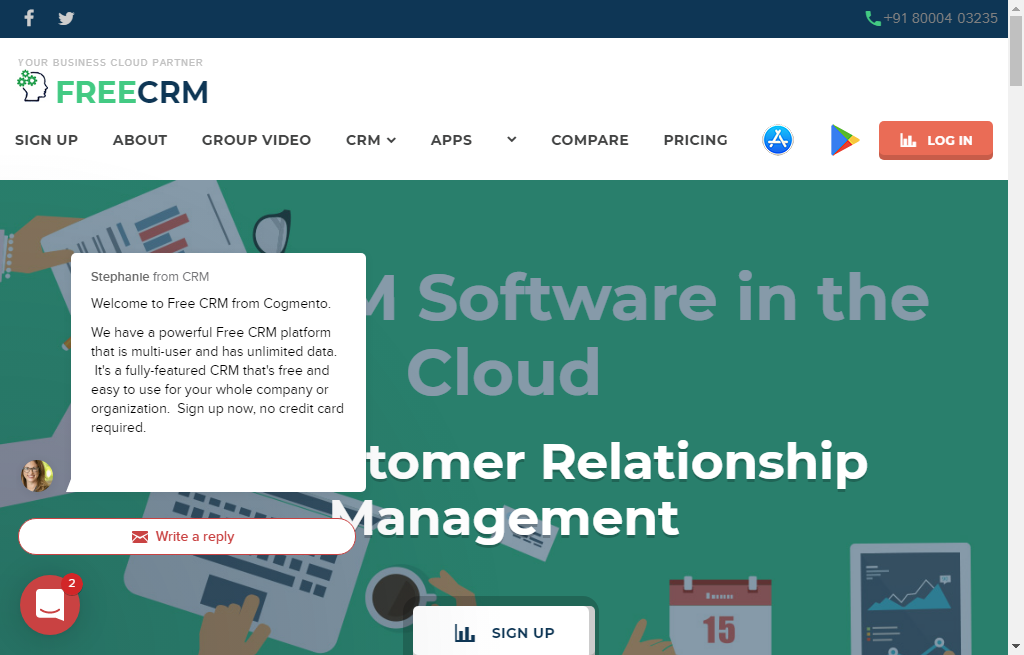 +91 80004 03235
YOUR BUSINESS CLOUD PARTNER
FREECRM
SIGN UP ABOUT GROUP VIDEO CRM APPS COMPARE PRICING LOG IN
M Software in the
Cloud
Stephanie from CRM
Welcome to Free CRM from Cogmento.
We have a powerful Free CRM platform
that is multi-user and has unlimited data.
It's a fully-featured CRM that's free and
easy to use for your whole company or
organization. Sign up now, no credit card
required.
tomer Relationship
Management
Write a reply
2
15
SIGN UP